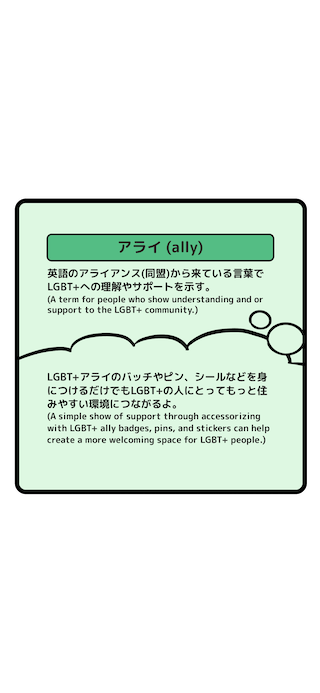 アライ (ally)
英語のアライアンス(同盟)から来ている言葉で
LGBT+への理解やサポートを示す。
(A term for people who show understanding and or
support to the LGBT+ community.)
LGBT+アライのバッチやピン、シールなどを身
につけるだけでもLGBT+の人にとってもっと住
みやすい環境につながるよ。
(A simple show of support through accessorizing
with LGBT+ ally badges, pins, and stickers can help
create a more welcoming space for LGBT+ people.)